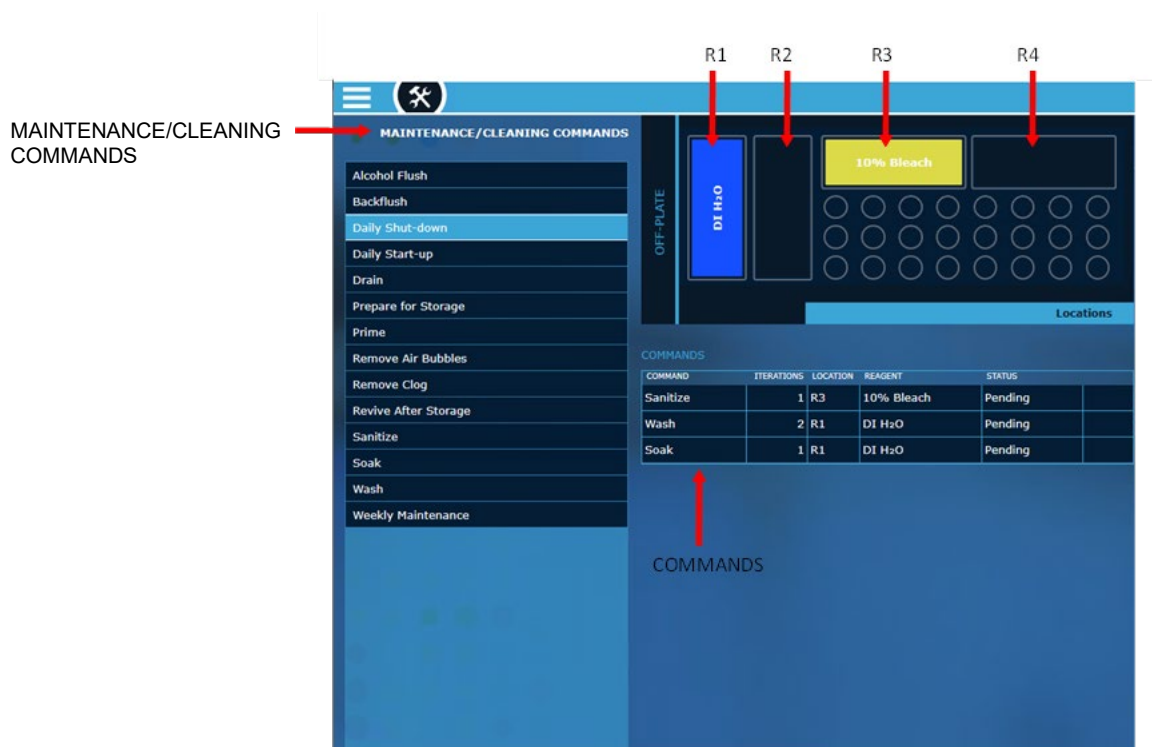 R1 R2 R3 R4
MAINTENANCE/CLEANING
COMMANDS
MAINTENANCE/CLEANING COMMANDS
Alcohol Flush
Backflush
Daily Shut-down
Daily Start-up
Drain
Prepare for Storage
Prime
Remove Air Bubbles
Remove Clog
Revive After Storage
Sanitize
Soak
Wash
Weekly Maintenance
OFF-PLATE
DI H₂O
10% Bleach
Locations
COMMANDS
COMMAND ITERATIONS LOCATION REAGENT STATUS
Sanitize 1 R3 10% Bleach Pending
Wash 2 R1 DI H₂O Pending
Soak 1 R1 DI H₂O Pending
COMMANDS